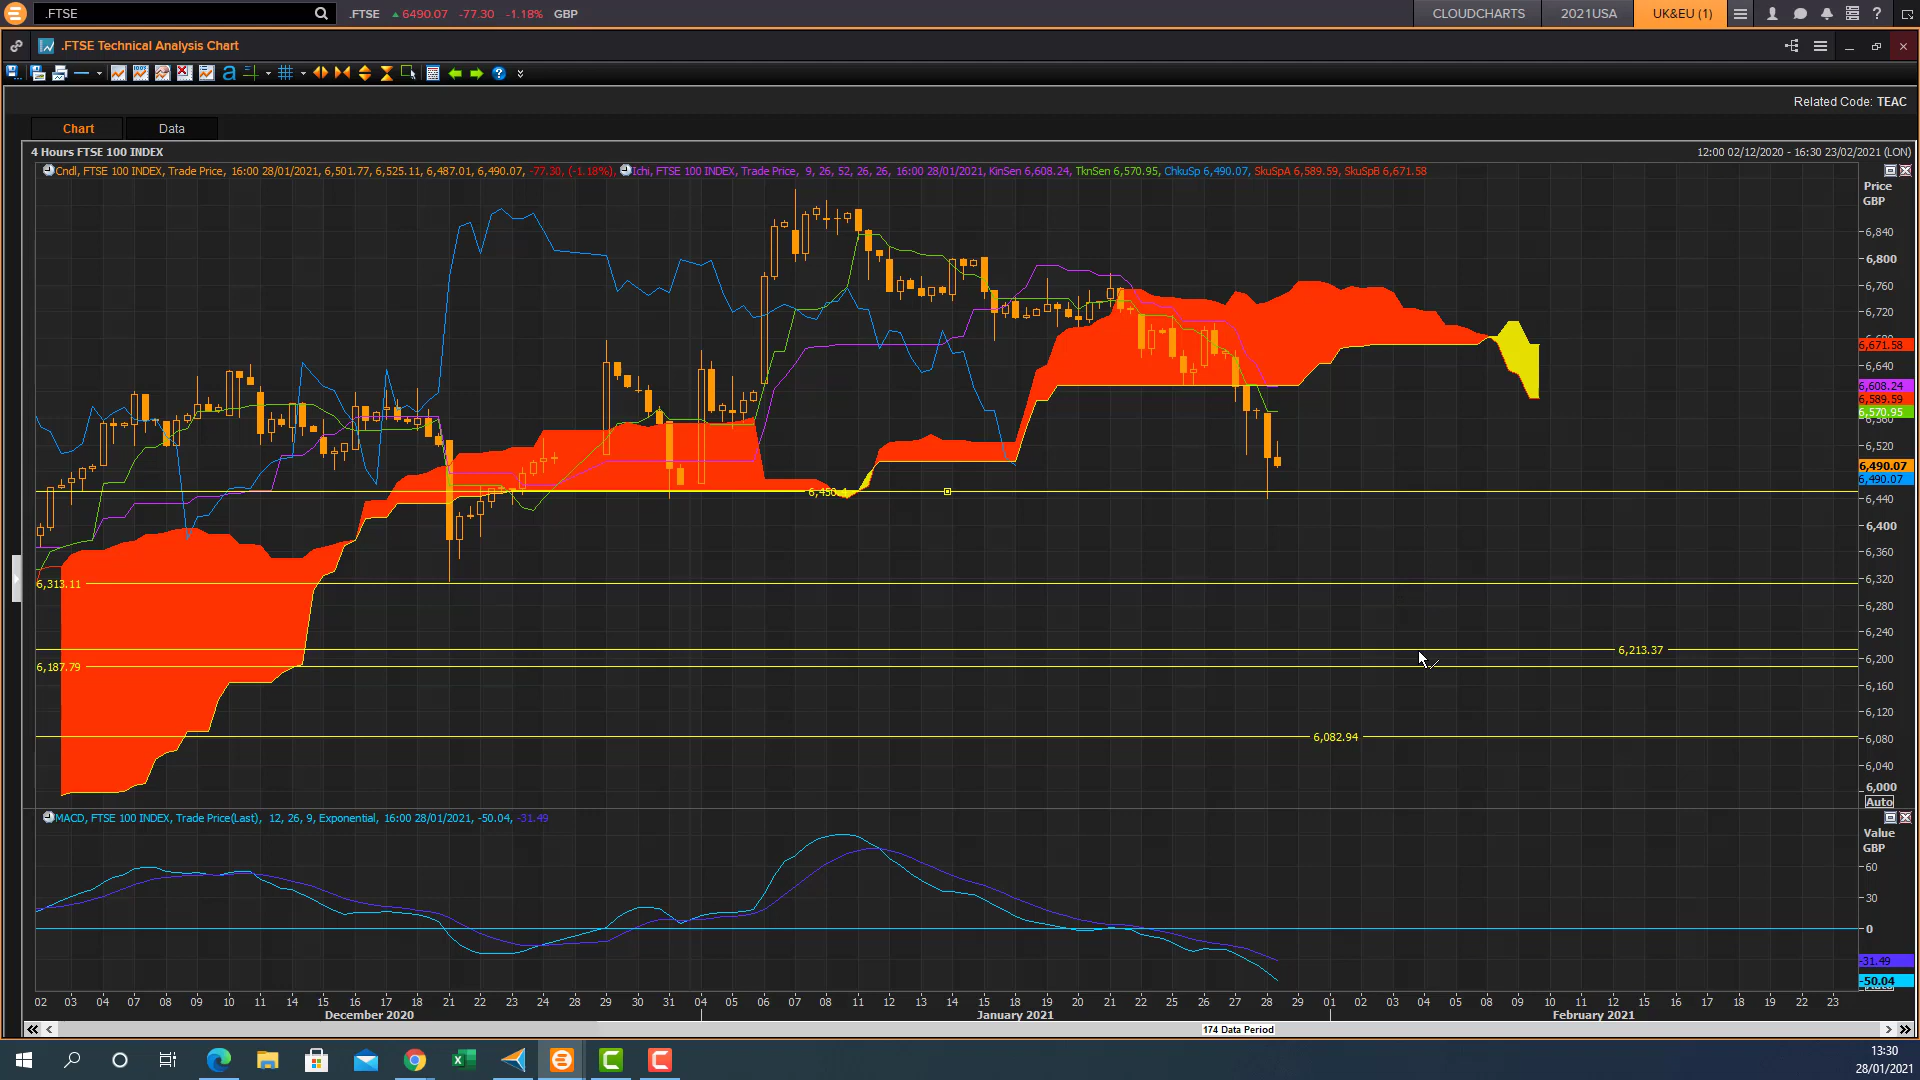 .FTSE
.FTSE 6490.07 -77.30 -1.18% GBP
CLOUDCHARTS 2021USA UK&EU (1)
.FTSE Technical Analysis Chart
Related Code: TEAC
Chart Data
4 Hours FTSE 100 INDEX
12:00 02/12/2020 - 16:30 23/02/2021 (LON)
Cndl, FTSE 100 INDEX, Trade Price, 16:00 28/01/2021, 6,501.77, 6,525.11, 6,487.01, 6,490.07, -77.30, (-1.18%), Ichi, FTSE 100 INDEX, Trade Price, 9, 26, 52, 26, 26, 16:00 28/01/2021, KinSen 6,608.24, TknSen 6,570.95, ChkuSp 6,490.07, SkuSpA 6,589.59, SkuSpB 6,671.58
Price
GBP
6,840
6,800
6,760
6,720
6,671.58
6,640
6,608.24
6,589.59
6,570.95
6,560
6,520
6,490.07
6,490.07
6,440
6,400
6,360
6,320
6,280
6,240
6,200
6,160
6,120
6,080
6,040
6,000
Auto
6,313.11
6,213.37
6,187.79
6,082.94
MACD, FTSE 100 INDEX, Trade Price(Last), 12, 26, 9, Exponential, 16:00 28/01/2021, -50.04, -31.49
Value
GBP
60
30
0
-31.49
-50.04
02 03 04 07 08 09 10 11 14 15 16 17 18 21 22 23 24 28 29 30 31 04 05 06 07 08 11 12 13 14 15 18 19 20 21 22 25 26 27 28 29 01 02 03 04 05 08 09 10 11 12 15 16 17 18 19 22 23
December 2020 January 2021 February 2021
174 Data Period
13:30
28/01/2021